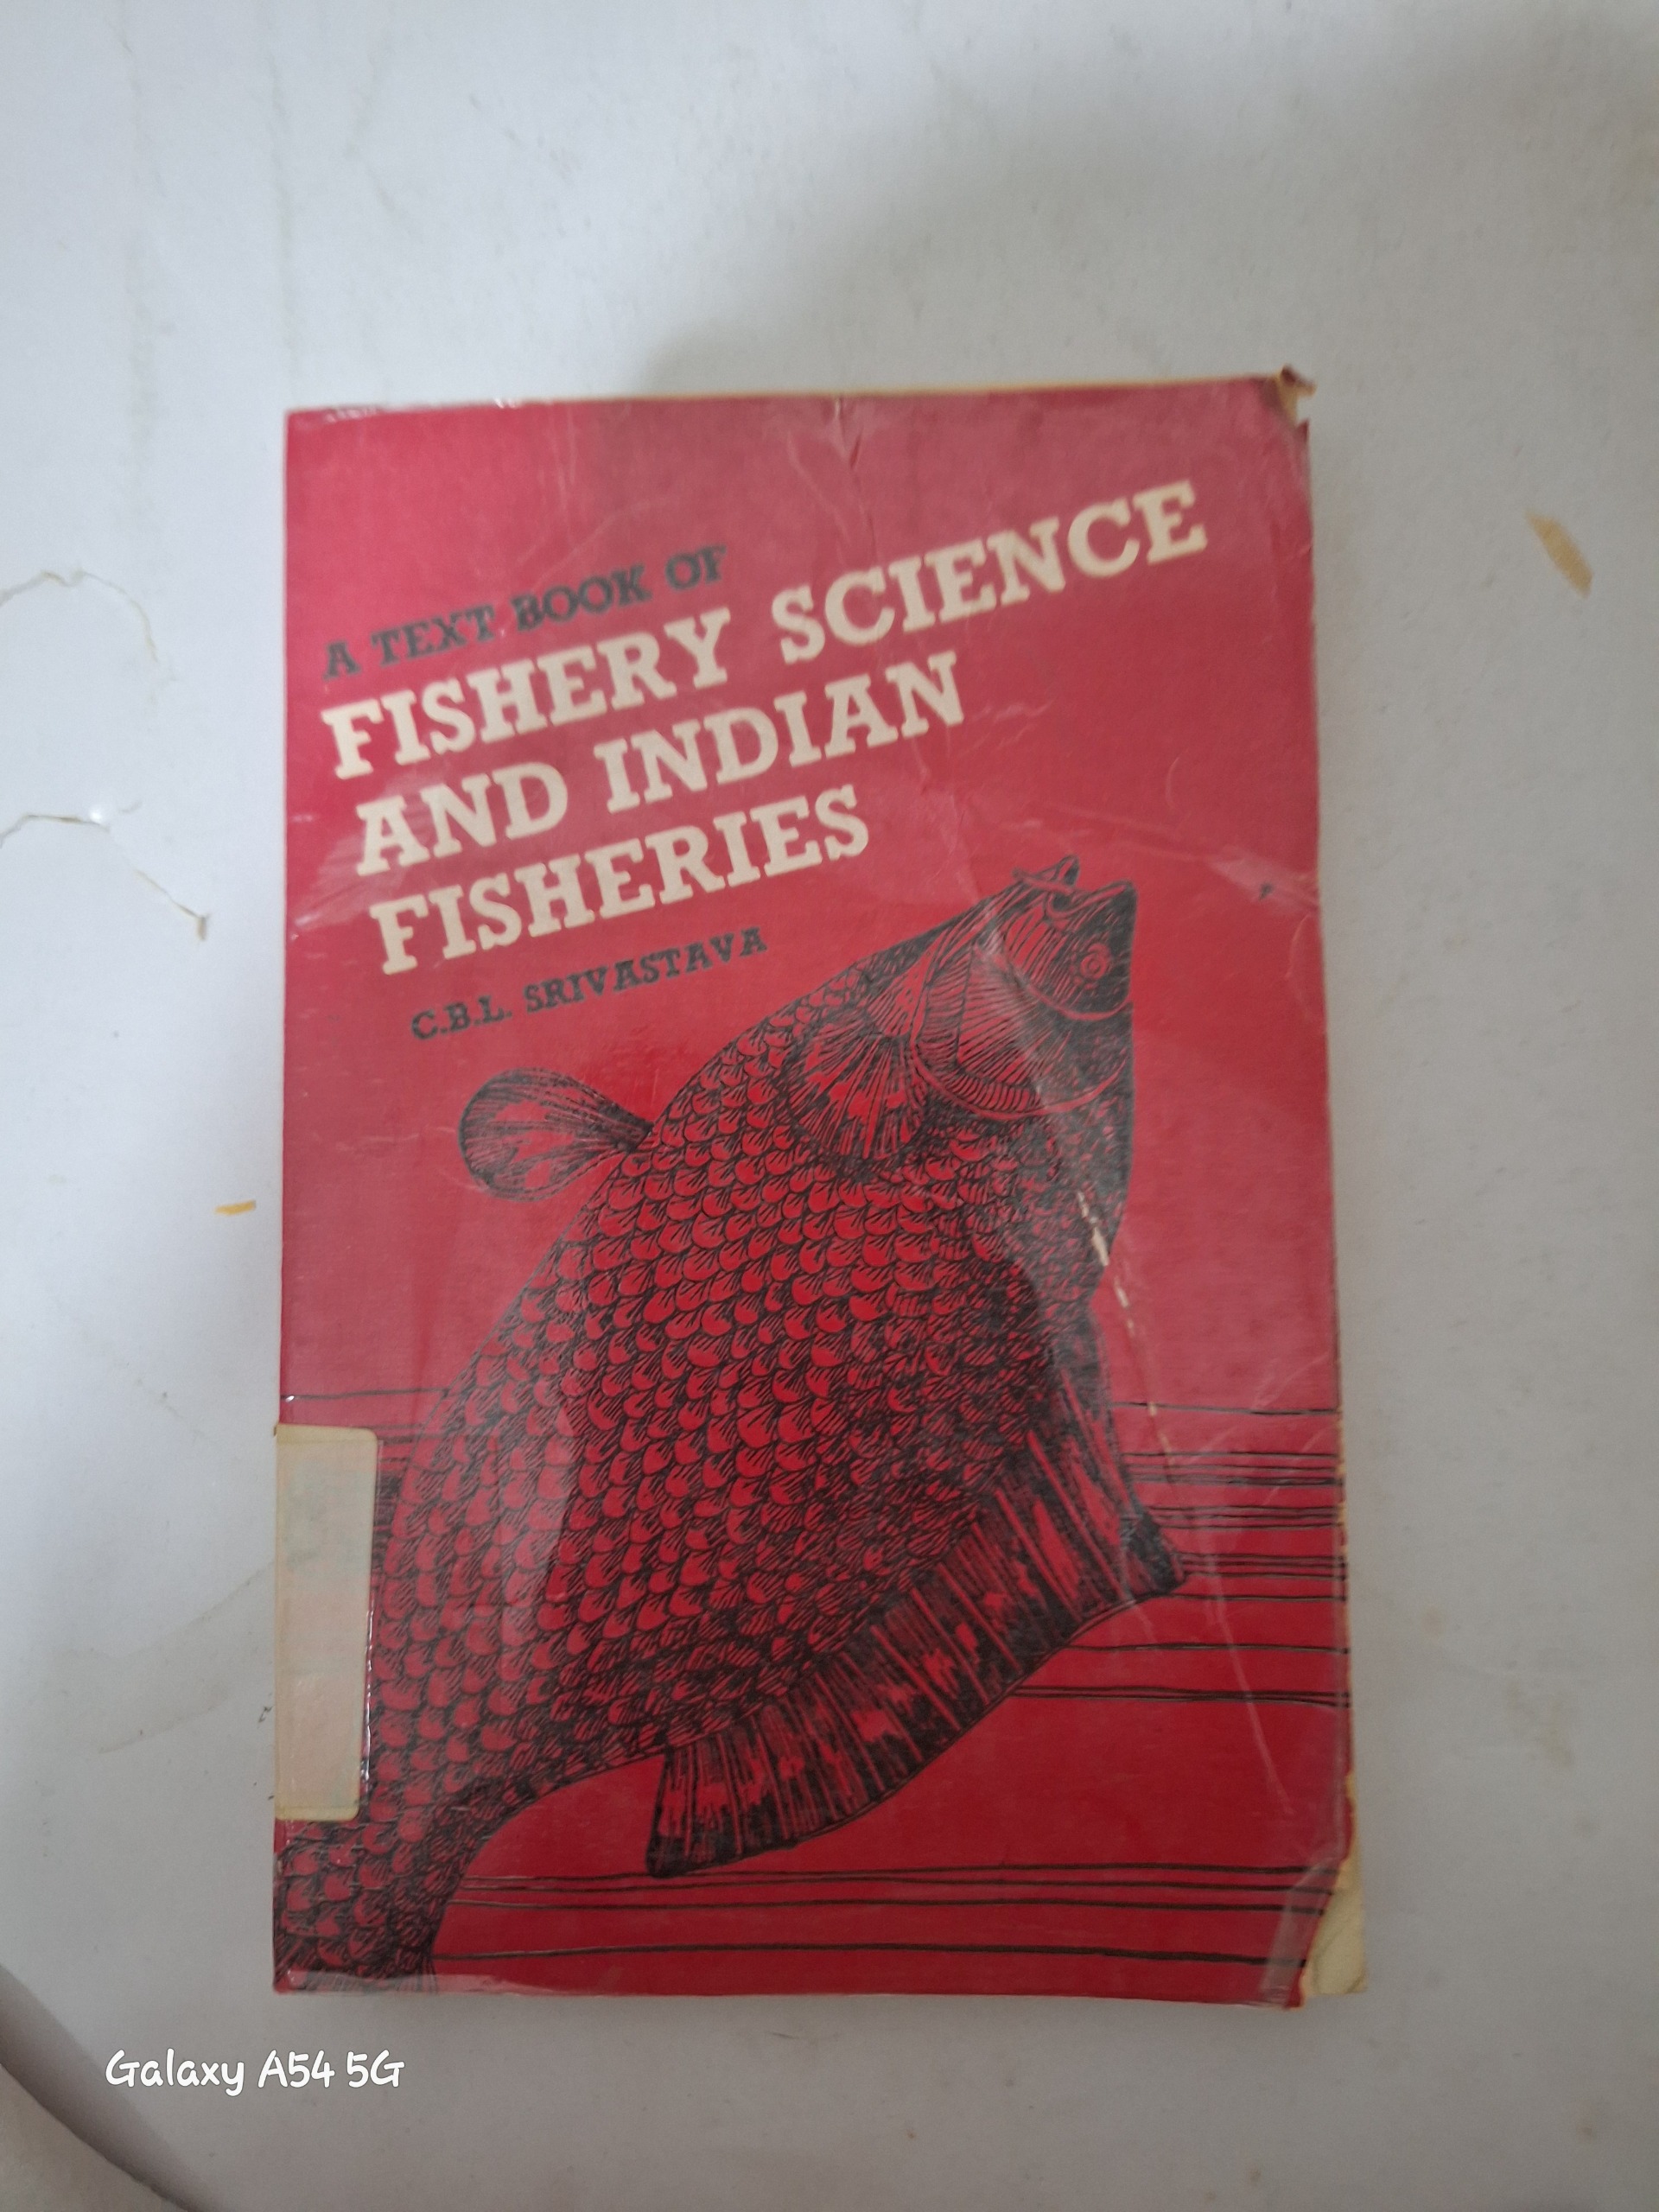 A TEXT BOOK OF
FISHERY SCIENCE
AND INDIAN
FISHERIES
C.B.L. SRIVASTAVA
Galaxy A54 5G